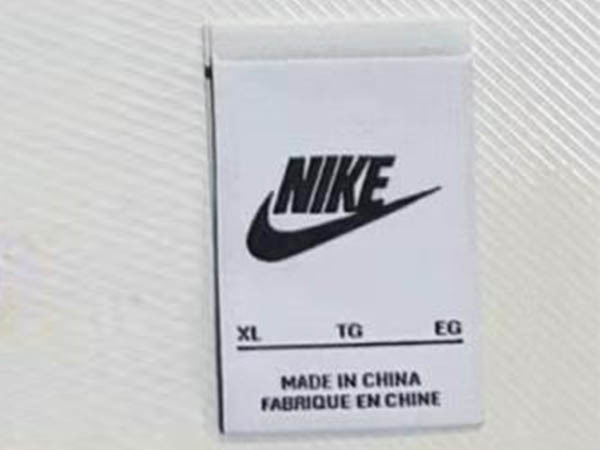 NIKE
XL TG EG
MADE IN CHINA
FABRIQUE EN CHINE